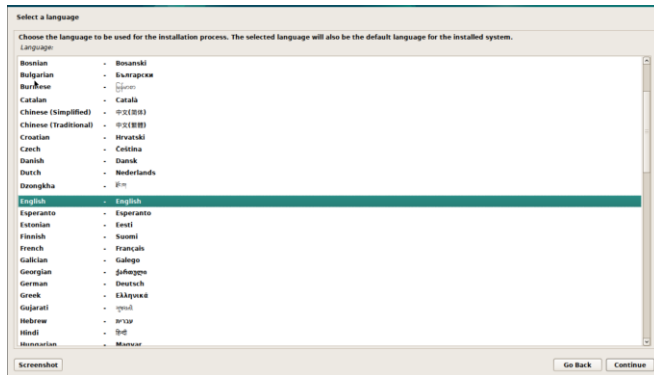 Select a language
Choose the language to be used for the installation process. The selected language will also be the default language for the installed system.
Language:
Bosnian - Bosanski
Bulgarian - Български
Burmese -
Catalan - Català
Chinese (Simplified) - 中文(简体)
Chinese (Traditional) - 中文(繁體)
Croatian - Hrvatski
Czech - Čeština
Danish - Dansk
Dutch - Nederlands
Dzongkha -
English - English
Esperanto - Esperanto
Estonian - Eesti
Finnish - Suomi
French - Français
Galician - Galego
Georgian - ქართული
German - Deutsch
Greek - Ελληνικά
Gujarati -
Hebrew - עברית
Hindi - हिन्दी
Hungarian - Magyar
Screenshot
Go Back
Continue